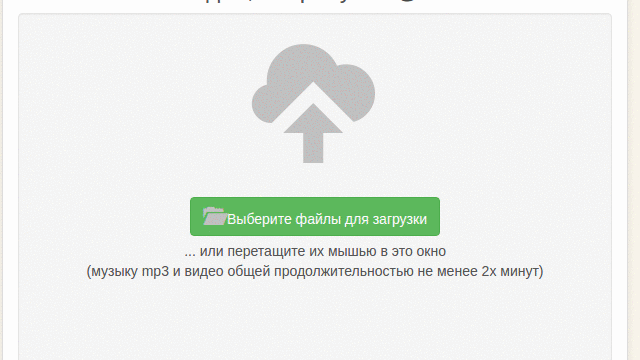 Выберите файлы для загрузки
... или перетащите их мышью в это окно
(музыку mp3 и видео общей продолжительностью не менее 2х минут)